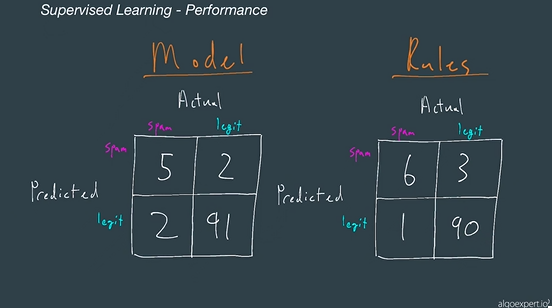 Supervised Learning - Performance
Model
Rules
Actual
Actual
spam legit
spam legit
spam 5 2
spam 6 3
Predicted
Predicted
legit 2 91
legit 1 90
algoexpert.io